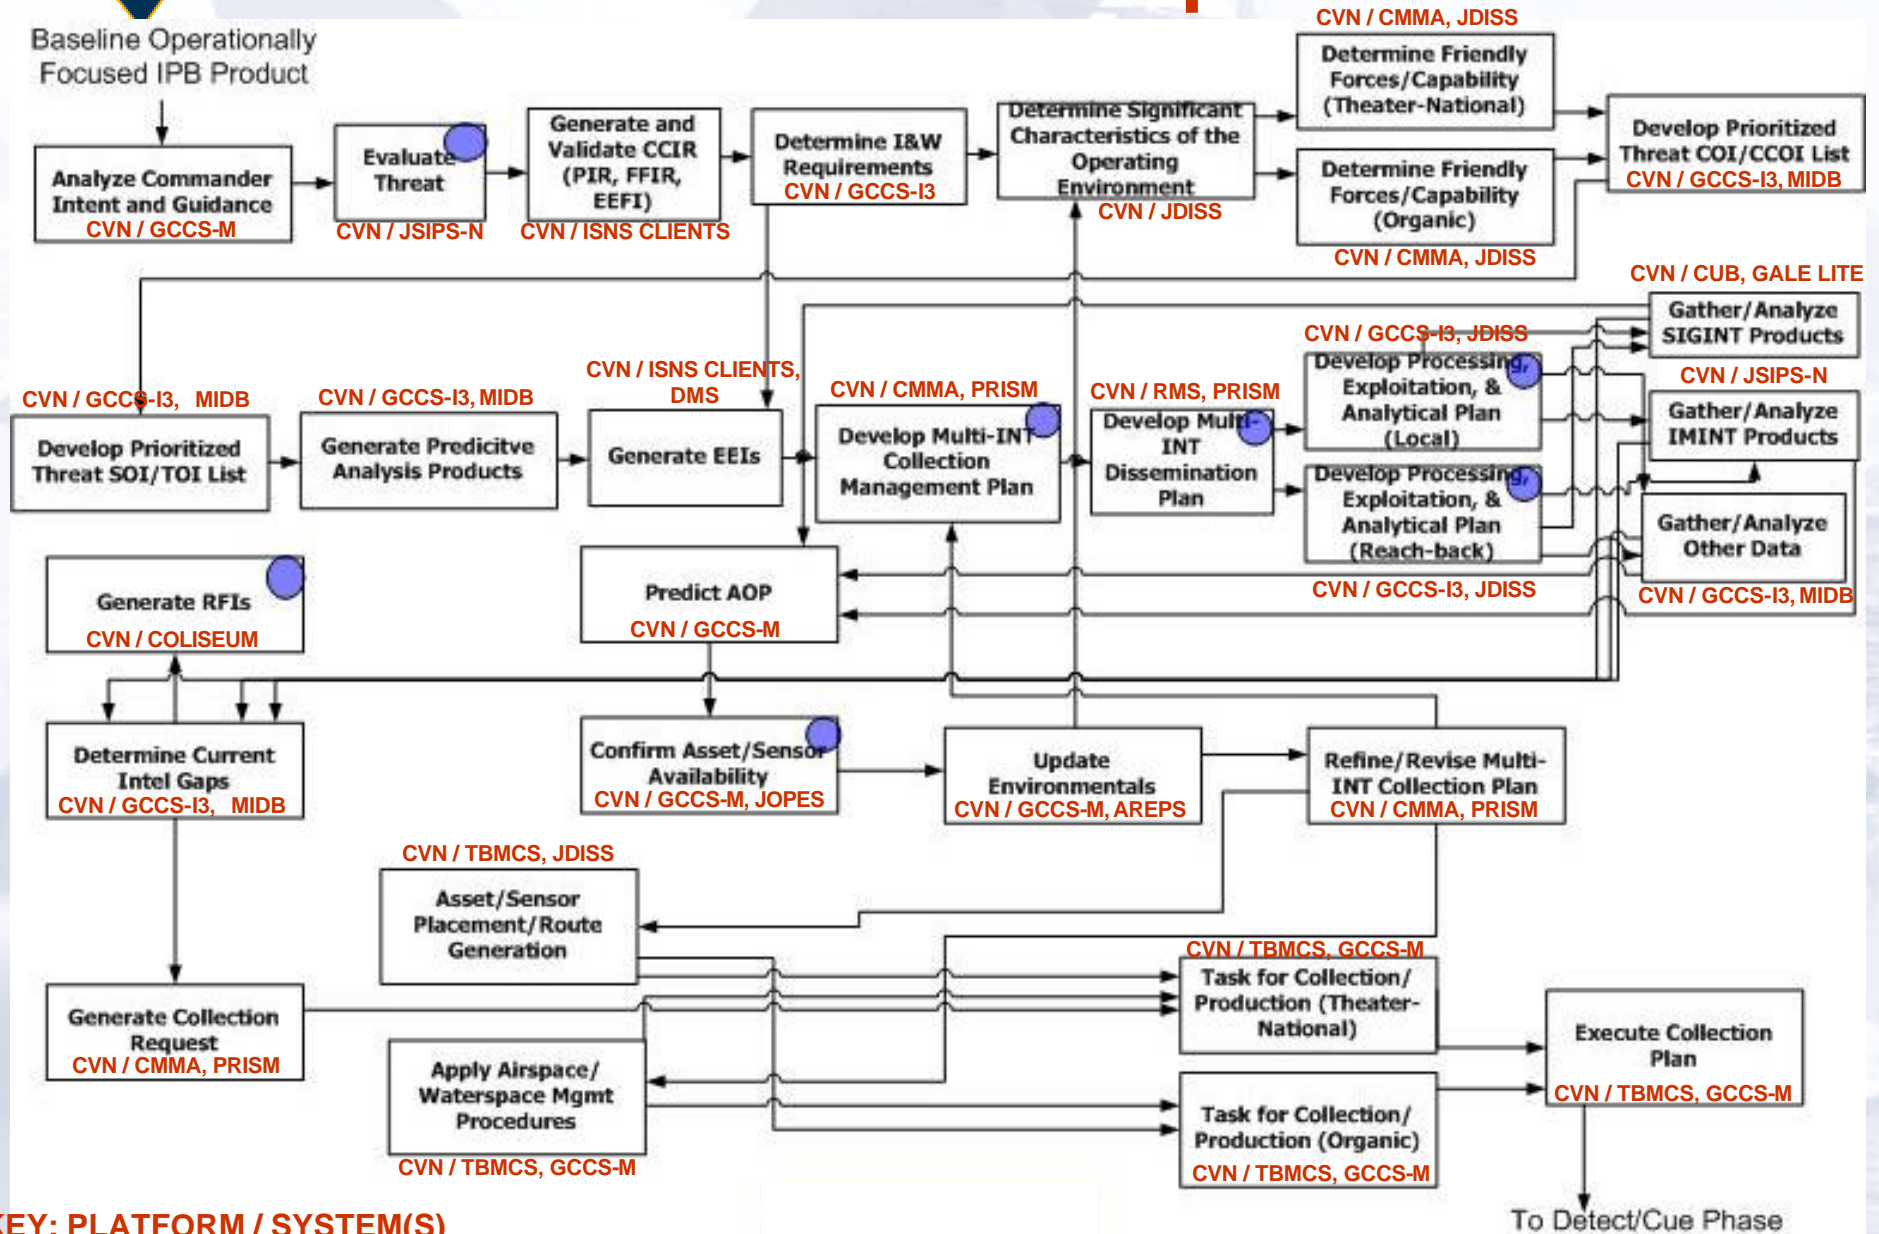 Baseline Operationally
Focused IPB Product
Analyze Commander
Intent and Guidance
CVN / GCCS-M
Evaluate
Threat
CVN / JSIPS-N
Generate and
Validate CCIR
(PIR, FFIR,
EEFI)
CVN / ISNS CLIENTS
Determine I&W
Requirements
CVN / GCCS-I3
Determine Significant
Characteristics of the
Operating
Environment
CVN / JDISS
CVN / CMMA, JDISS
Determine Friendly
Forces/Capability
(Theater-National)
Determine Friendly
Forces/Capability
(Organic)
CVN / CMMA, JDISS
Develop Prioritized
Threat COI/CCOI List
CVN / GCCS-I3, MIDB
CVN / GCCS-I3, MIDB
Develop Prioritized
Threat SOI/TOI List
CVN / GCCS-I3, MIDB
Generate Predicitve
Analysis Products
CVN / ISNS CLIENTS,
DMS
Generate EEIs
CVN / CMMA, PRISM
Develop Multi-INT
Collection
Management Plan
CVN / RMS, PRISM
Develop Multi-
INT
Dissemination
Plan
CVN / GCCS-I3, JDISS
Develop Processing,
Exploitation, &
Analytical Plan
(Local)
Develop Processing,
Exploitation, &
Analytical Plan
(Reach-back)
CVN / GCCS-I3, JDISS
CVN / CUB, GALE LITE
Gather/Analyze
SIGINT Products
CVN / JSIPS-N
Gather/Analyze
IMINT Products
Gather/Analyze
Other Data
CVN / GCCS-I3, MIDB
Generate RFIs
CVN / COLISEUM
Predict AOP
CVN / GCCS-M
Determine Current
Intel Gaps
CVN / GCCS-I3, MIDB
Confirm Asset/Sensor
Availability
CVN / GCCS-M, JOPES
Update
Environmentals
CVN / GCCS-M, AREPS
Refine/Revise Multi-
INT Collection Plan
CVN / CMMA, PRISM
CVN / TBMCS, JDISS
Asset/Sensor
Placement/Route
Generation
Generate Collection
Request
CVN / CMMA, PRISM
Apply Airspace/
Waterspace Mgmt
Procedures
CVN / TBMCS, GCCS-M
CVN / TBMCS, GCCS-M
Task for Collection/
Production (Theater-
National)
Task for Collection/
Production (Organic)
CVN / TBMCS, GCCS-M
Execute Collection
Plan
CVN / TBMCS, GCCS-M
To Detect/Cue Phase
KEY: PLATFORM / SYSTEM(S)